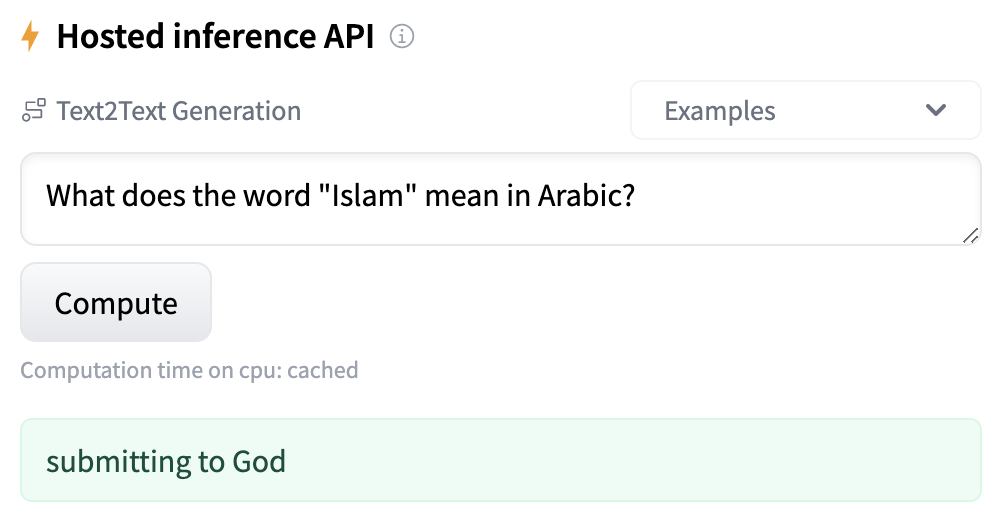 Hosted inference API
Text2Text Generation
Examples
What does the word "Islam" mean in Arabic?
Compute
Computation time on cpu: cached
submitting to God